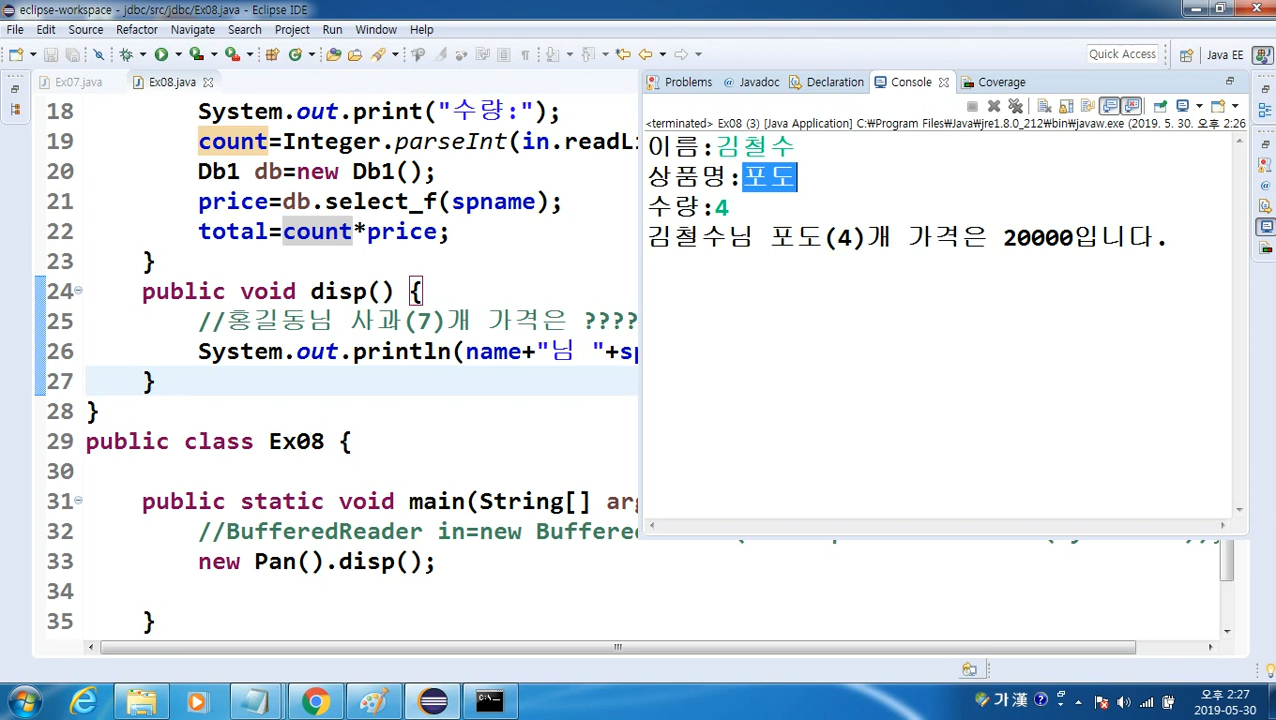 eclipse-workspace - jdbc/src/jdbc/Ex08.java - Eclipse IDE
File Edit Source Refactor Navigate Search Project Run Window Help
Quick Access
Java EE
Ex07.java
Ex08.java
18 System.out.print("수량:");
19 count=Integer.parseInt(in.readLi
20 Db1 db=new Db1();
21 price=db.select_f(spname);
22 total=count*price;
23 }
24 public void disp() {
25 //홍길동님 사과(7)개 가격은 ????
26 System.out.println(name+"님 "+sp
27 }
28 }
29 public class Ex08 {
30
31 public static void main(String[] arg
32 //BufferedReader in=new Buffered
33 new Pan().disp();
34
35 }
Problems @ Javadoc Declaration Console Coverage
<terminated> Ex08 (3) [Java Application] C:₩Program Files₩Java₩jre1.8.0_212₩bin₩javaw.exe (2019. 5. 30. 오후 2:26
이름:김철수
상품명:포도
수량:4
김철수님 포도(4)개 가격은 20000입니다.
가 漢
오후 2:27
2019-05-30